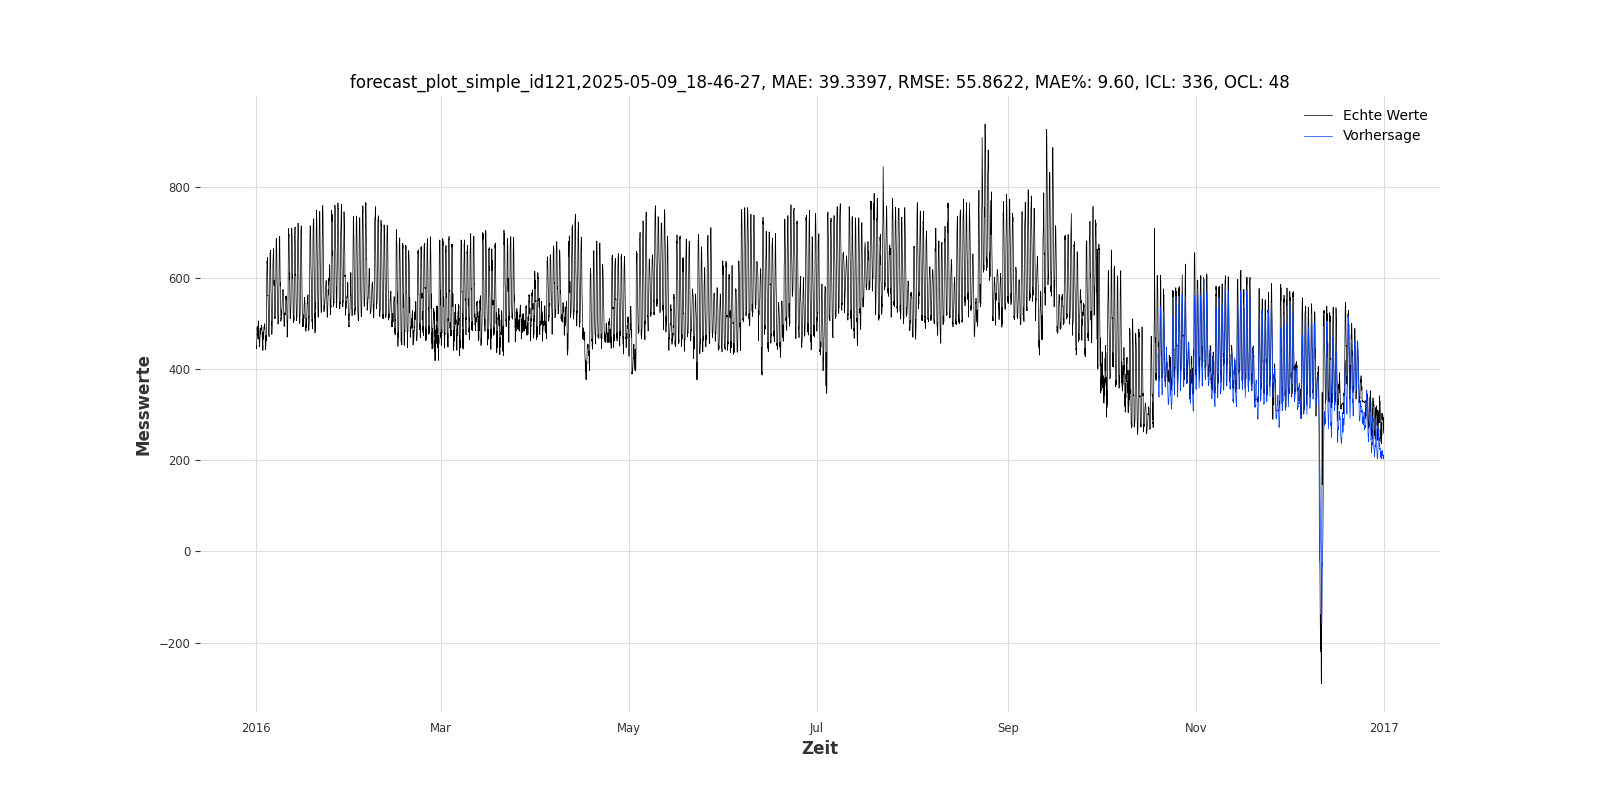 forecast_plot_simple_id121,2025-05-09_18-46-27, MAE: 39.3397, RMSE: 55.8622, MAE%: 9.60, ICL: 336, OCL: 48
Echte Werte
Vorhersage
800
600
400
200
0
−200
Messwerte
2016
Mar
May
Jul
Sep
Nov
2017
Zeit